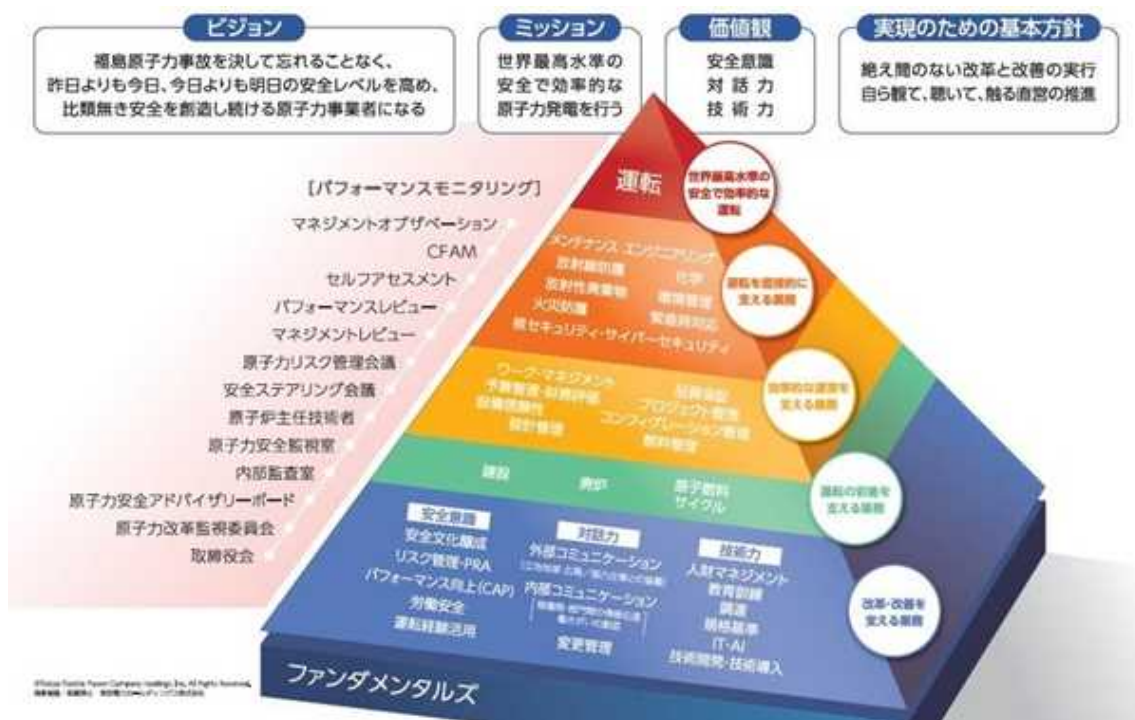 ビジョン
福島原子力事故を決して忘れることなく、
昨日よりも今日、今日よりも明日の安全レベルを高め、
比類無き安全を創造し続ける原子力事業者になる
ミッション
世界最高水準の
安全で効率的な
原子力発電を行う
価値観
安全意識
対話力
技術力
実現のための基本方針
絶え間のない改革と改善の実行
自ら観て、聴いて、触る直営の推進
[パフォーマンスモニタリング]
マネジメントオブザベーション
CFAM
セルフアセスメント
パフォーマンスレビュー
マネジメントレビュー
原子力リスク管理会議
安全ステアリング会議
原子炉主任技術者
原子力安全監視室
内部監査室
原子力安全アドバイザリーボード
原子力改革監視委員会
取締役会
運転
世界最高水準の
安全で効率的な
運転
メンテナンス エンジニアリング
放射線防護 化学
放射性廃棄物 環境管理
火災防護 緊急時対応
核セキュリティ・サイバーセキュリティ
運転を直接的に
支える業務
ワーク・マネジメント
予算管理・財務評価 品質保証
設備信頼性 プロジェクト管理
設計管理 コンフィグレーション管理
燃料管理
効率的な運営を
支える業務
建設 廃炉 原子燃料
サイクル
運転の前後を
支える業務
安全意識
安全文化醸成
リスク管理・PRA
パフォーマンス向上(CAP)
労働安全
運転経験活用
対話力
外部コミュニケーション
内部コミュニケーション
変更管理
技術力
人財マネジメント
教育訓練
調達
規格基準
IT・AI
技術開発・技術導入
改革・改善を
支える業務
ファンダメンタルズ